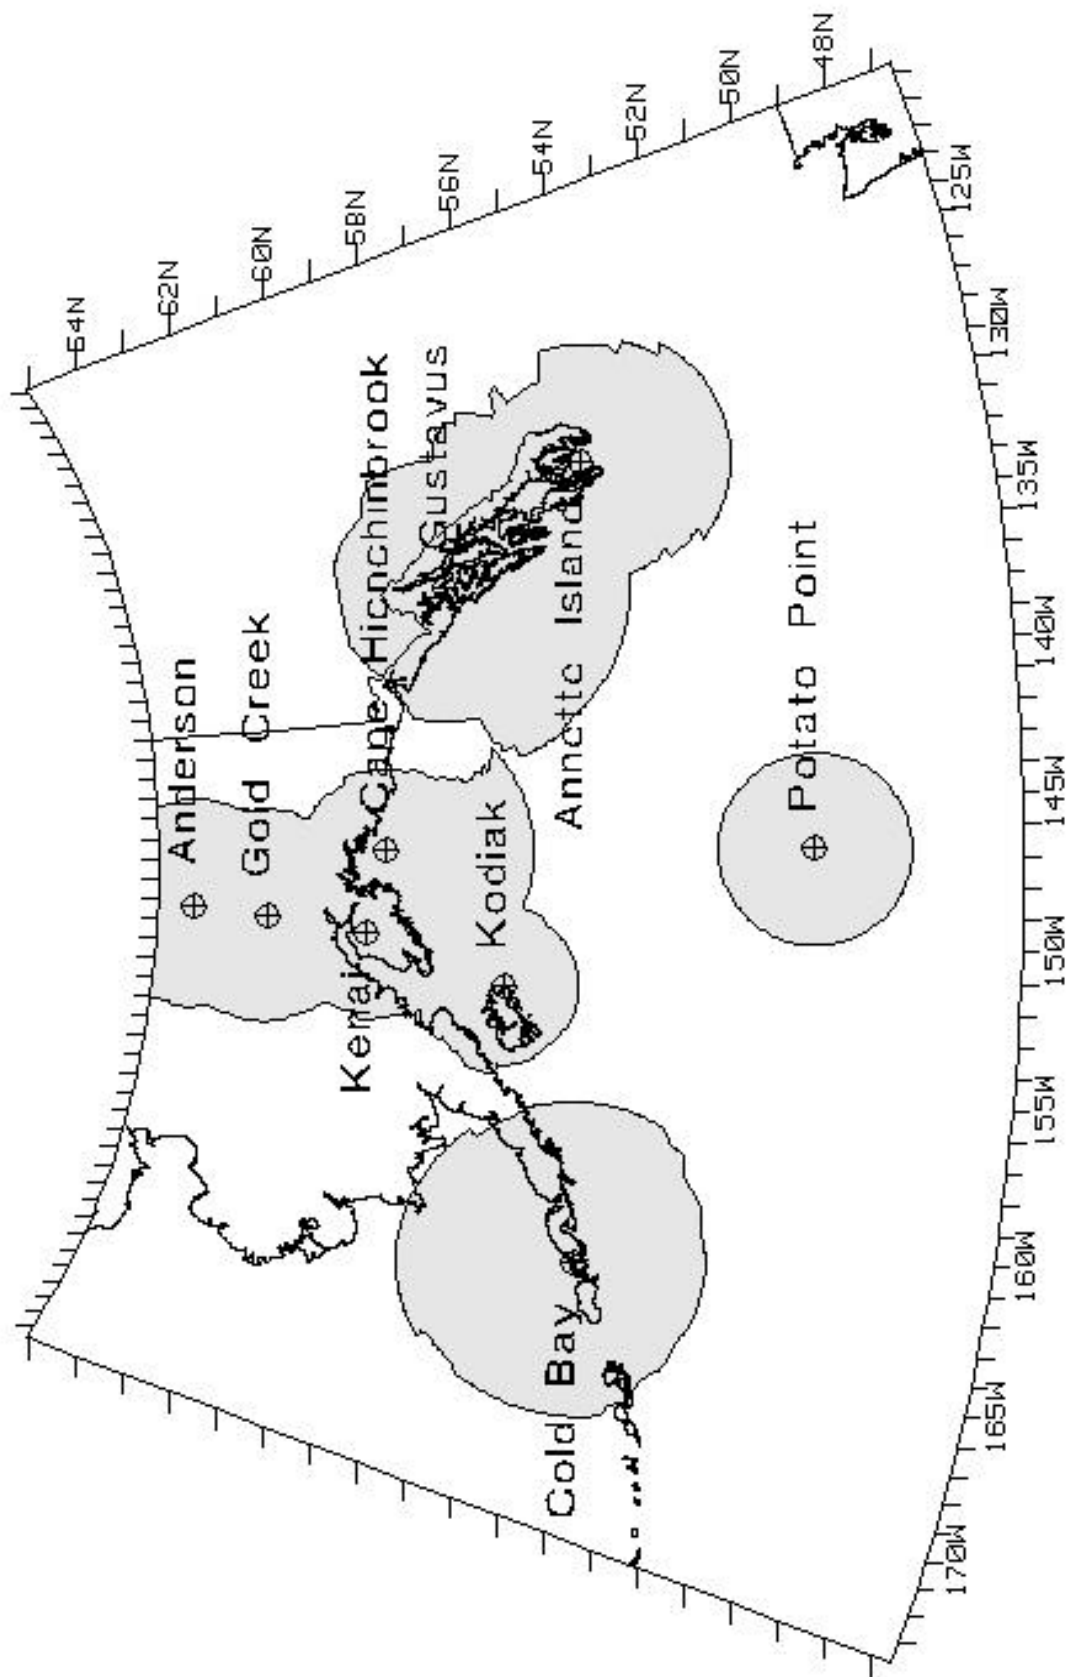 64N
62N
Anderson
Gold Creek
60N
Kenai
Cape Hicnchinbrook
58N
Gustavus
56N
Kodiak
54N
Cold Bay
Annette Island
52N
50N
Potato Point
48N
170W 165W 160W 155W 150W 145W 140W 135W 130W 125W